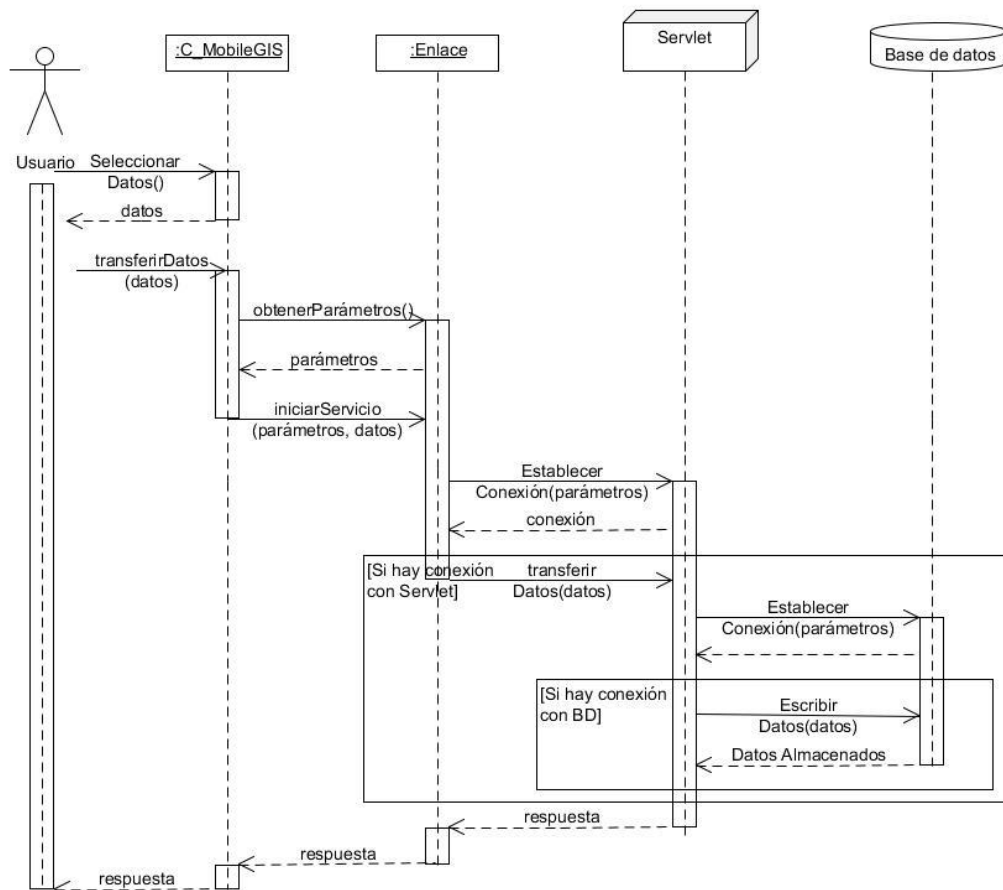 :C_MobileGIS
:Enlace
Servlet
Base de datos
Usuario
Seleccionar
Datos()
datos
transferirDatos
(datos)
obtenerParámetros()
parámetros
iniciarServicio
(parámetros, datos)
Establecer
Conexión(parámetros)
conexión
[Si hay conexión
con Servlet]
transferir
Datos(datos)
Establecer
Conexión(parámetros)
[Si hay conexión
con BD]
Escribir
Datos(datos)
Datos Almacenados
respuesta
respuesta
respuesta